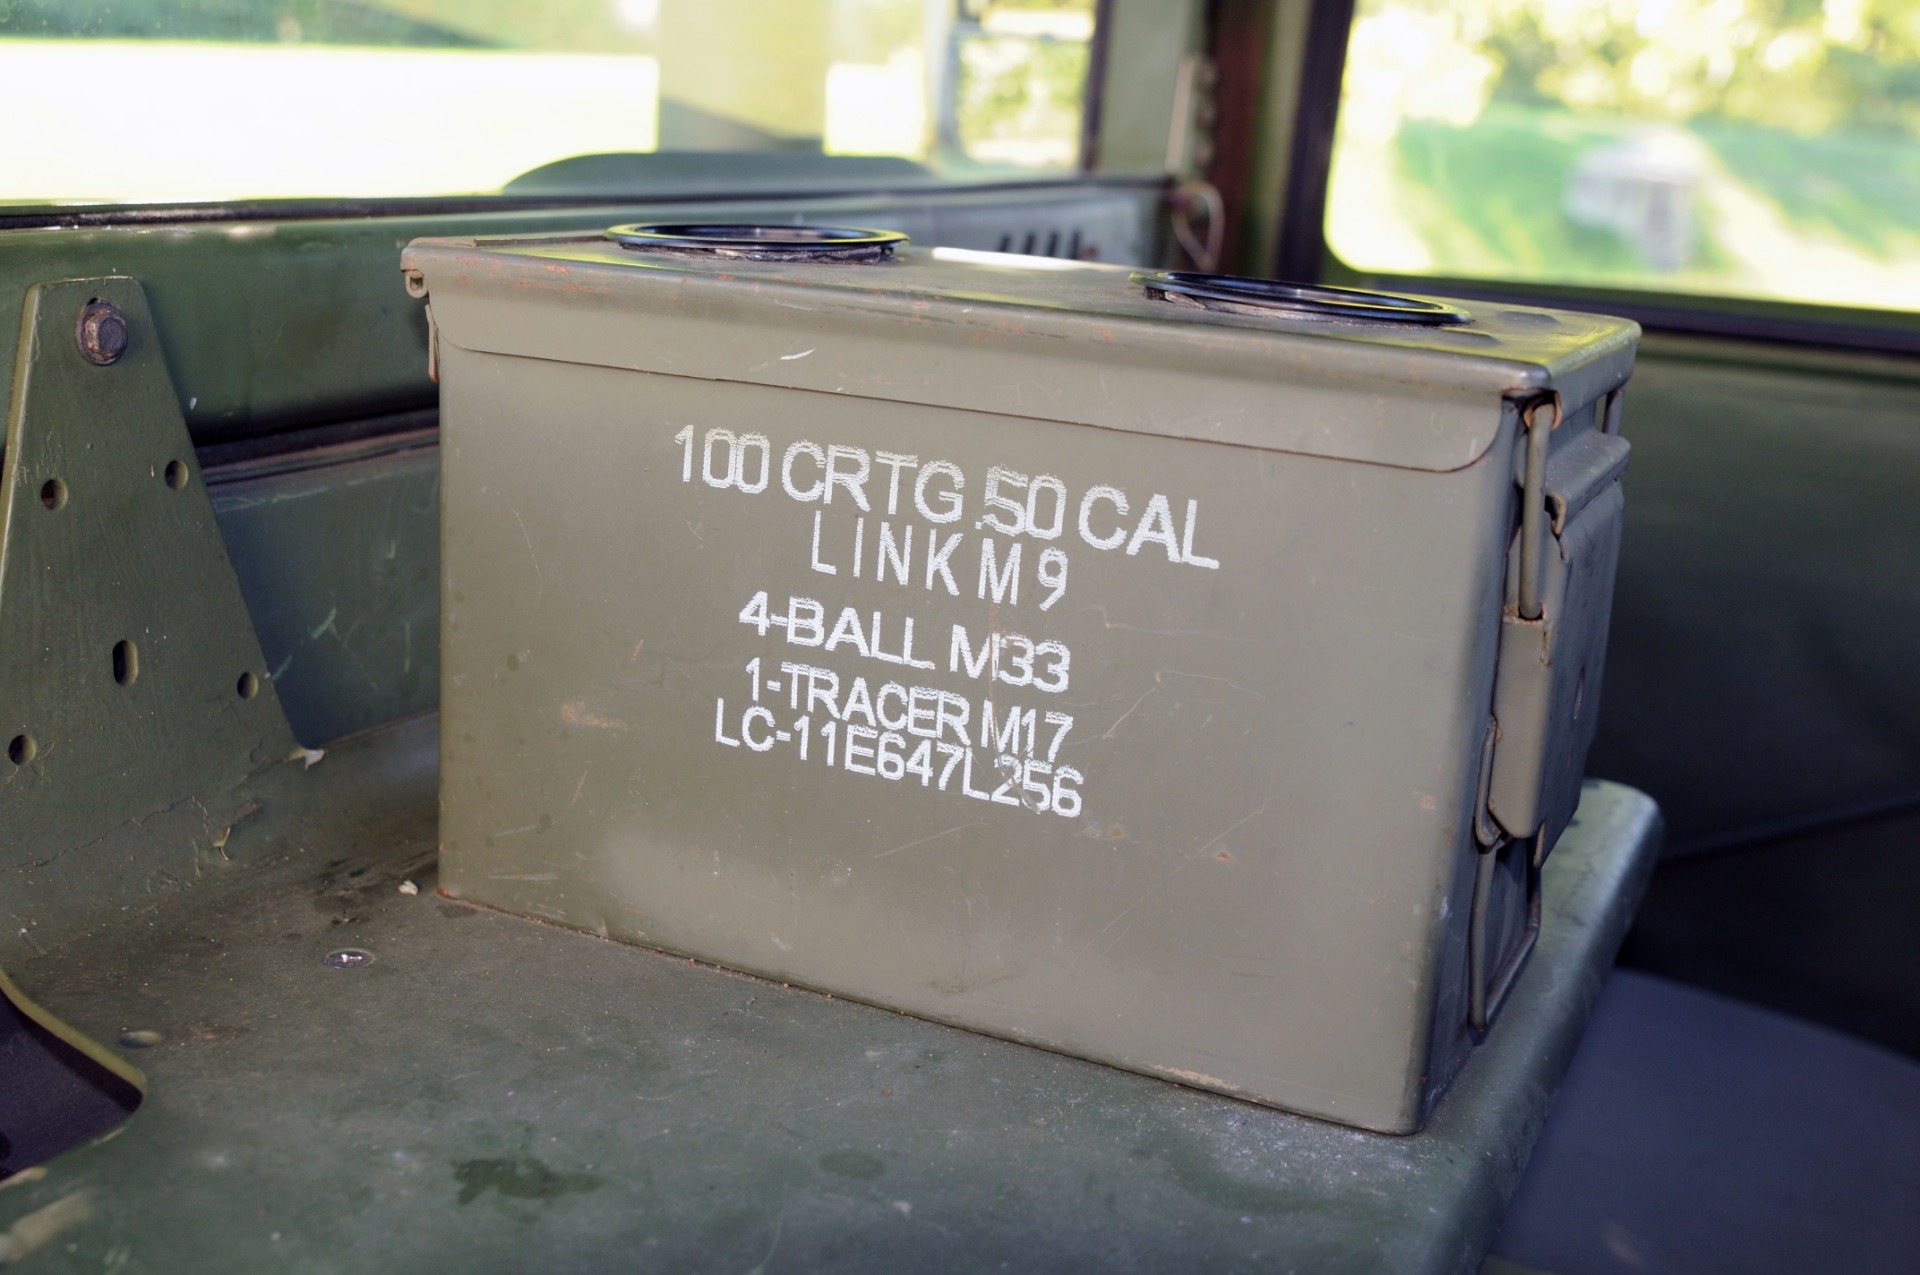 100 CRTG .50 CAL
LINK M9
4-BALL M33
1-TRACER M17
LC-11E647L256